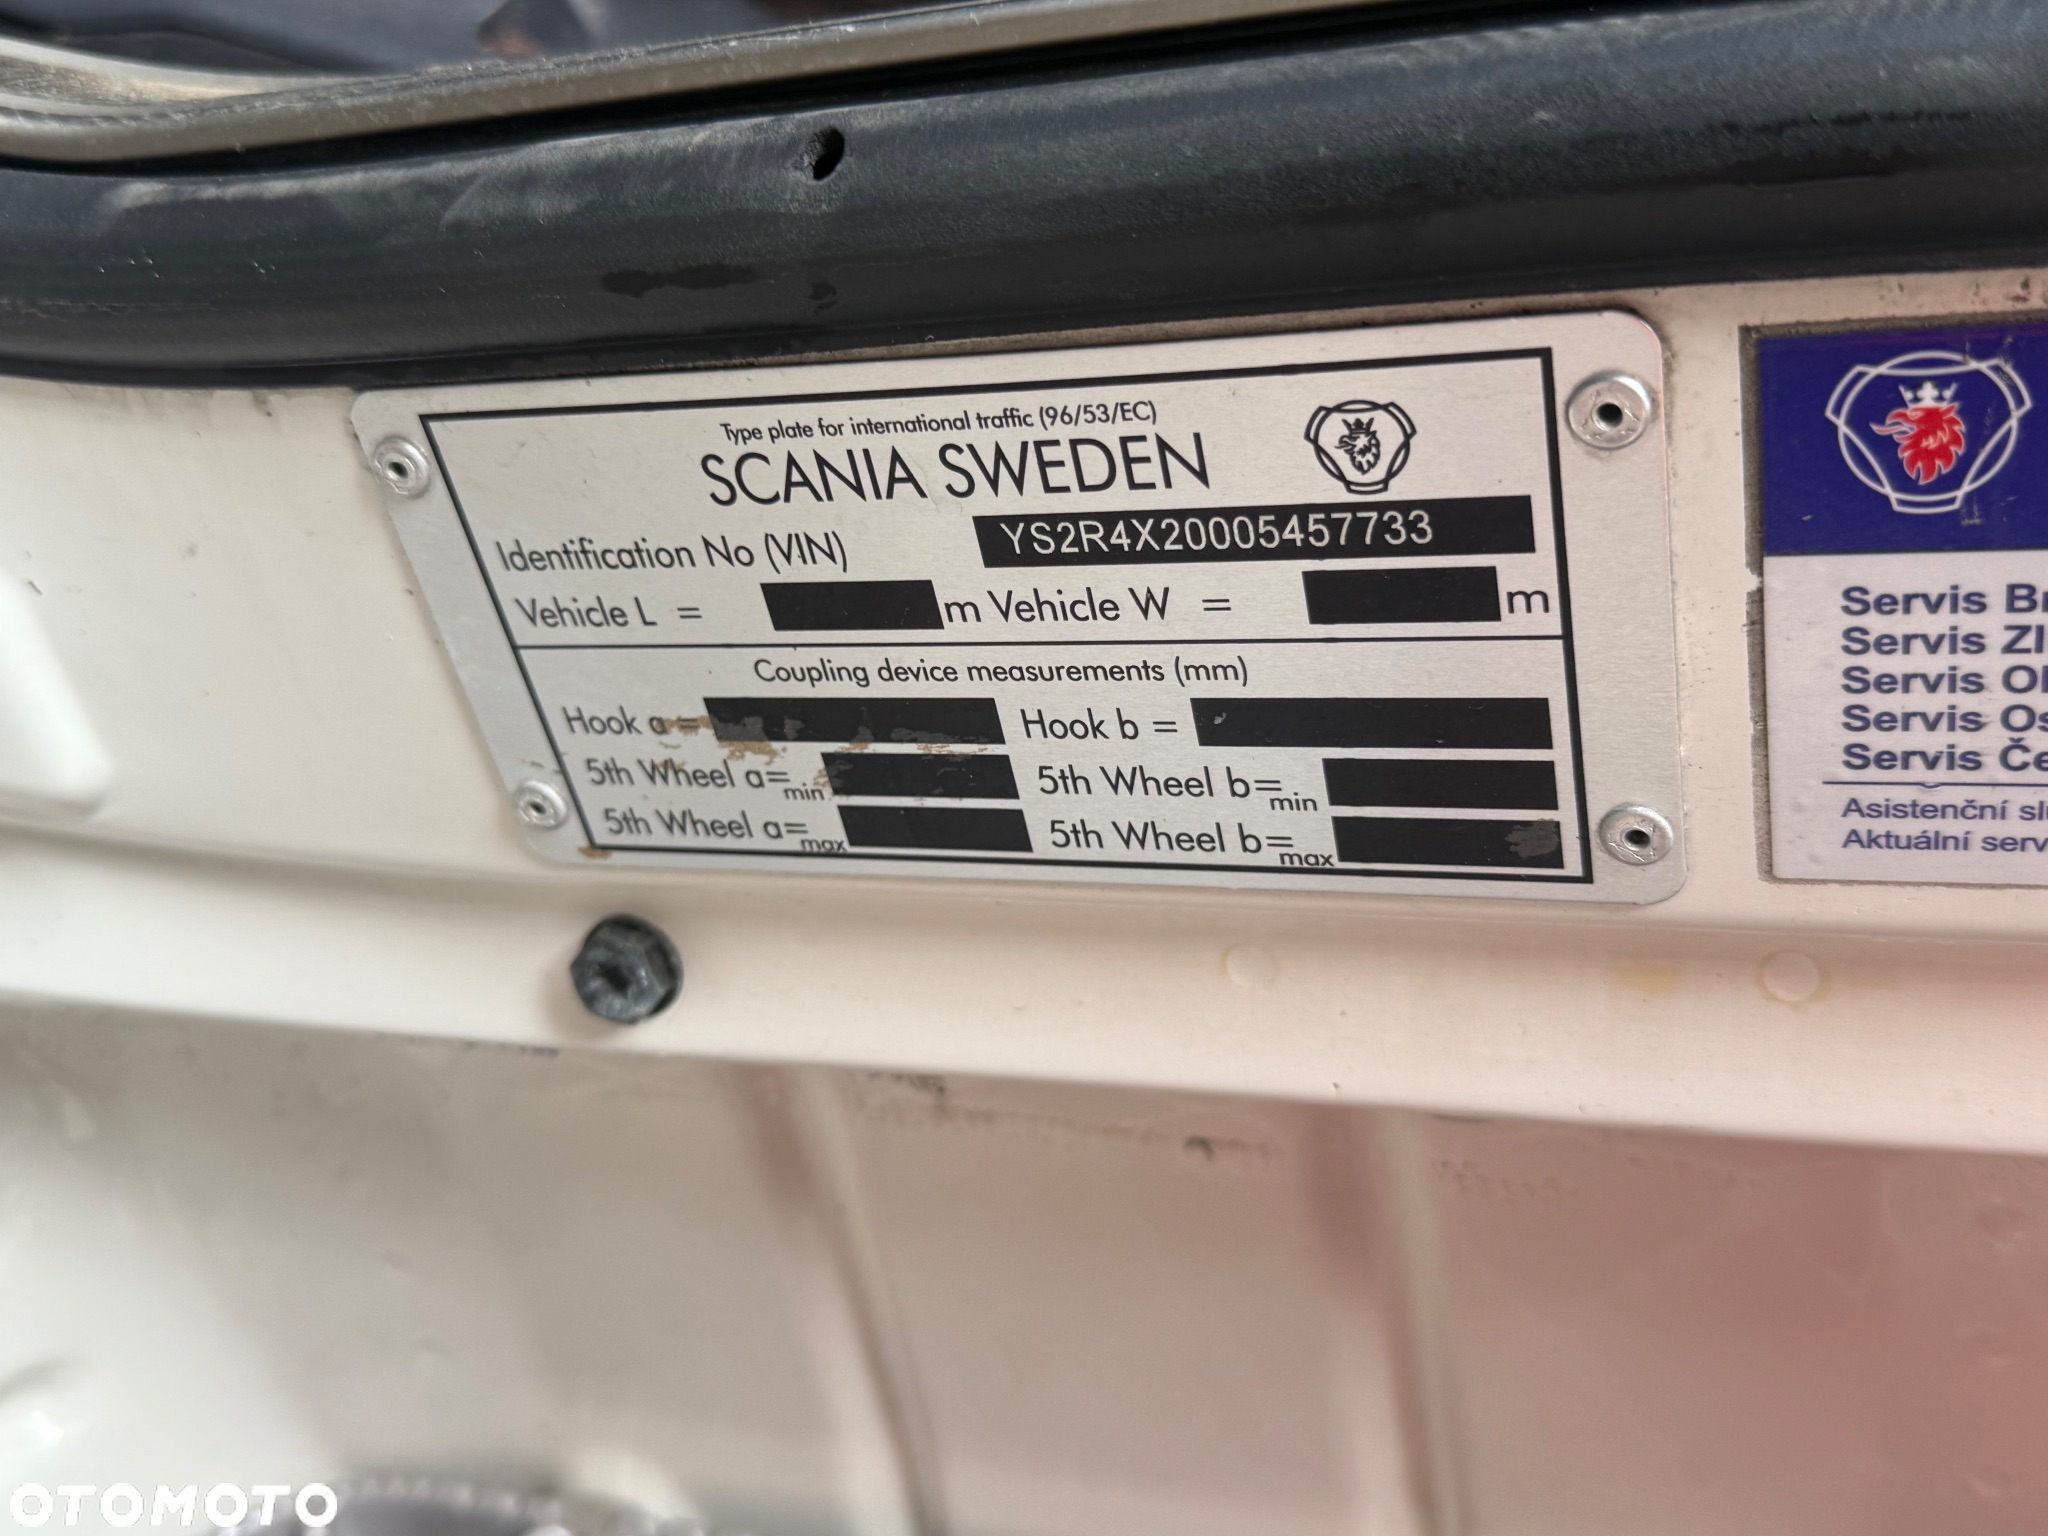 Type plate for international traffic (96/53/EC)
SCANIA SWEDEN
Identification No (VIN) YS2R4X20005457733
Vehicle L = m Vehicle W = m
Coupling device measurements (mm)
Hook a = Hook b =
5th Wheel a=min 5th Wheel b=min
5th Wheel a=max 5th Wheel b=max
Servis
Servis
Servis
Servis
Servis
Asistenční
Aktuální
OTOMOTO